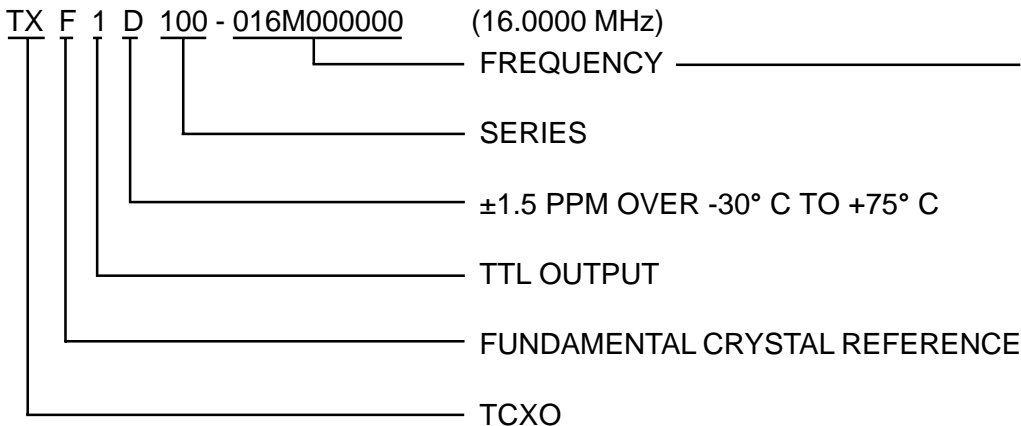 TX F 1 D 100 - 016M000000 (16.0000 MHz)
FREQUENCY
SERIES
±1.5 PPM OVER -30° C TO +75° C
TTL OUTPUT
FUNDAMENTAL CRYSTAL REFERENCE
TCXO